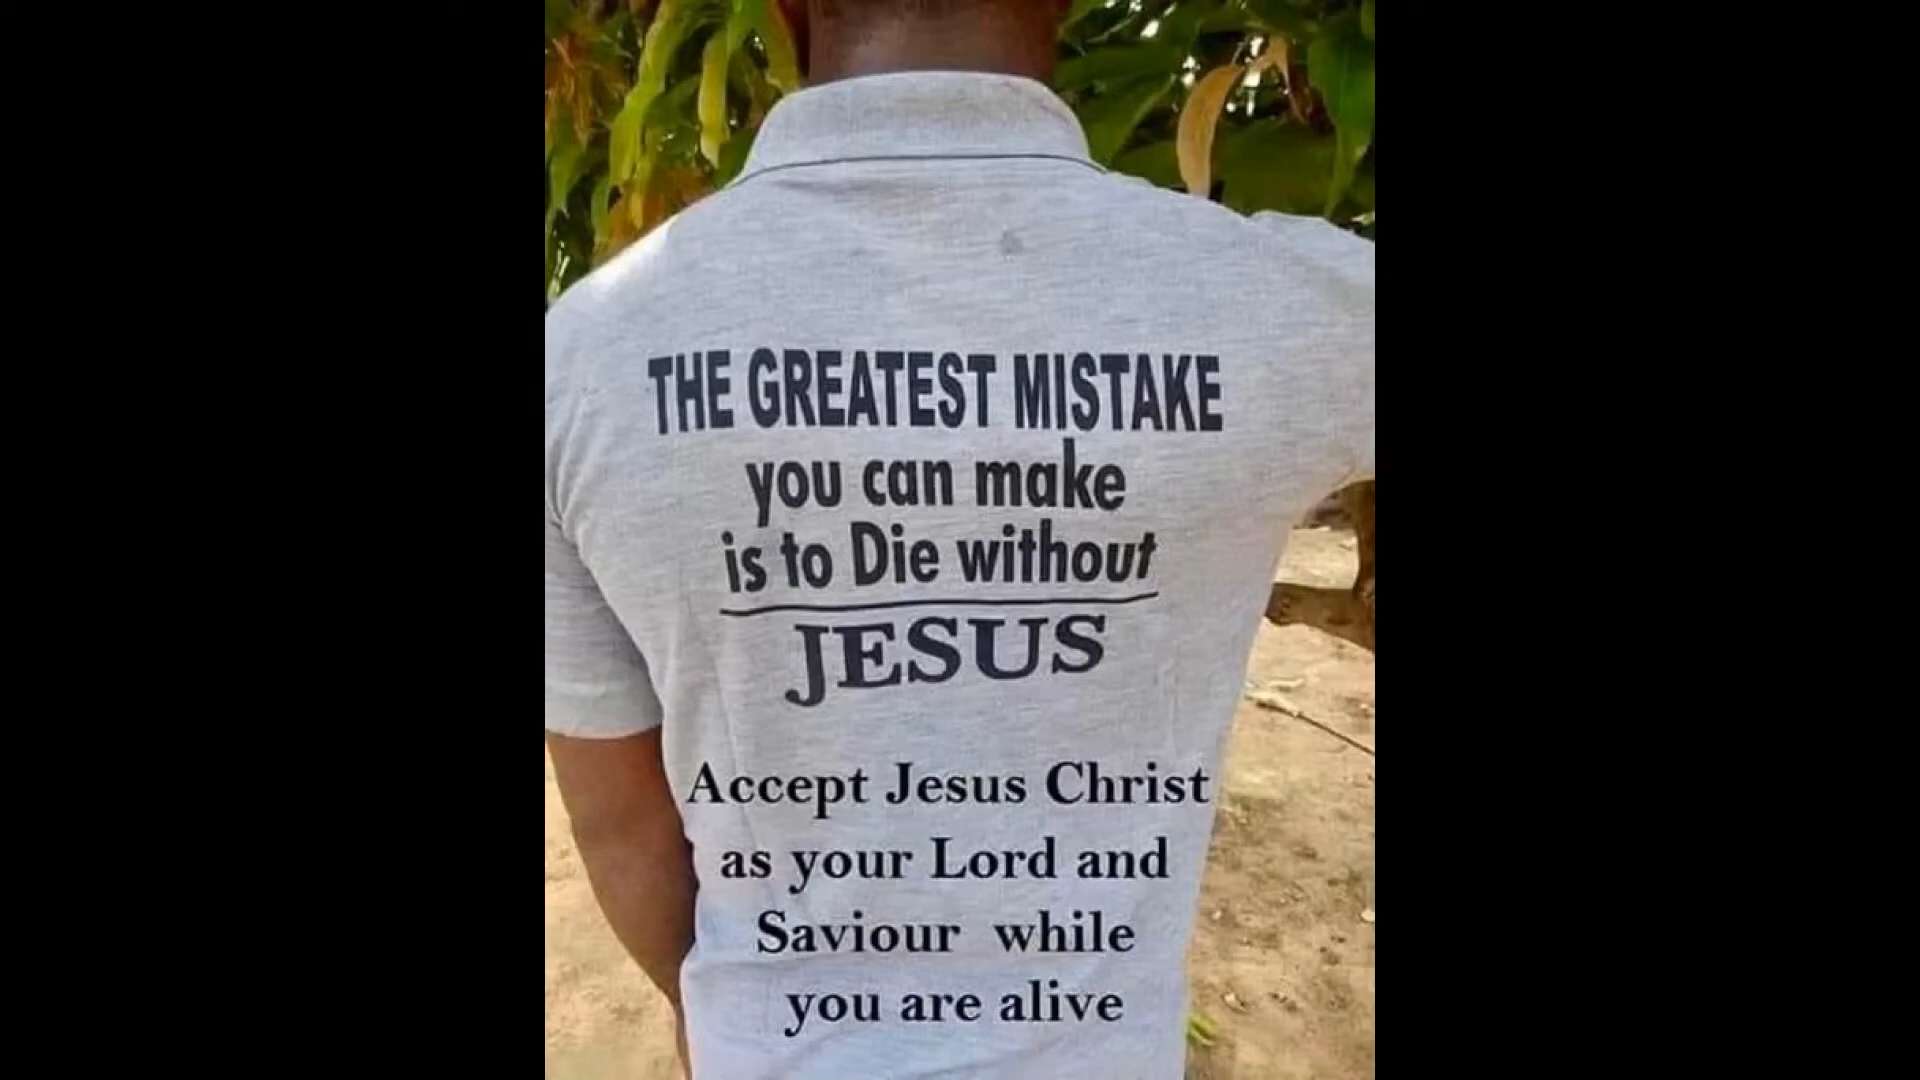 THE GREATEST MISTAKE
you can make
is to Die without
JESUS
Accept Jesus Christ
as your Lord and
Saviour while
you are alive